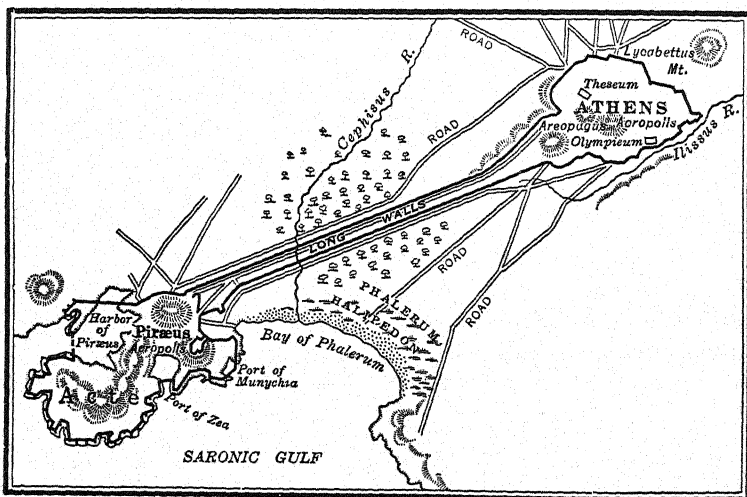 ROAD
Lycabettus
Mt.
Cephisus R.
Theseum
ATHENS
ROAD
Areopagus
Acropolis
Olympieum
Ilissus R.
LONG WALLS
ROAD
PHALERUM
HALAPEDON
ROAD
Harbor
of
Piræus
Piræus
Acropolis
Bay of Phalerum
Port of
Munychia
Acte
Port of Zea
SARONIC GULF